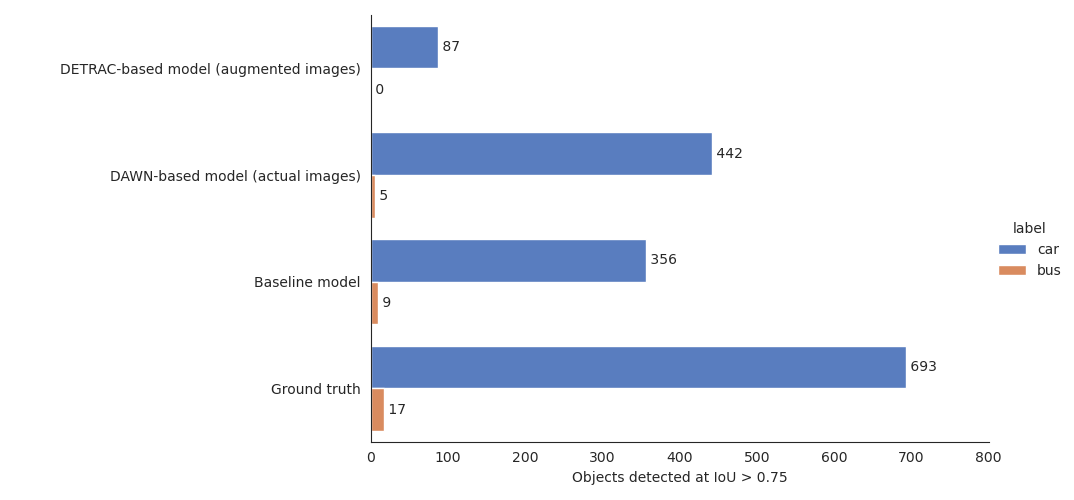 87
DETRAC-based model (augmented images)
0
442
DAWN-based model (actual images)
5
label
car
bus
356
Baseline model
9
693
Ground truth
17
0 100 200 300 400 500 600 700 800
Objects detected at IoU > 0.75